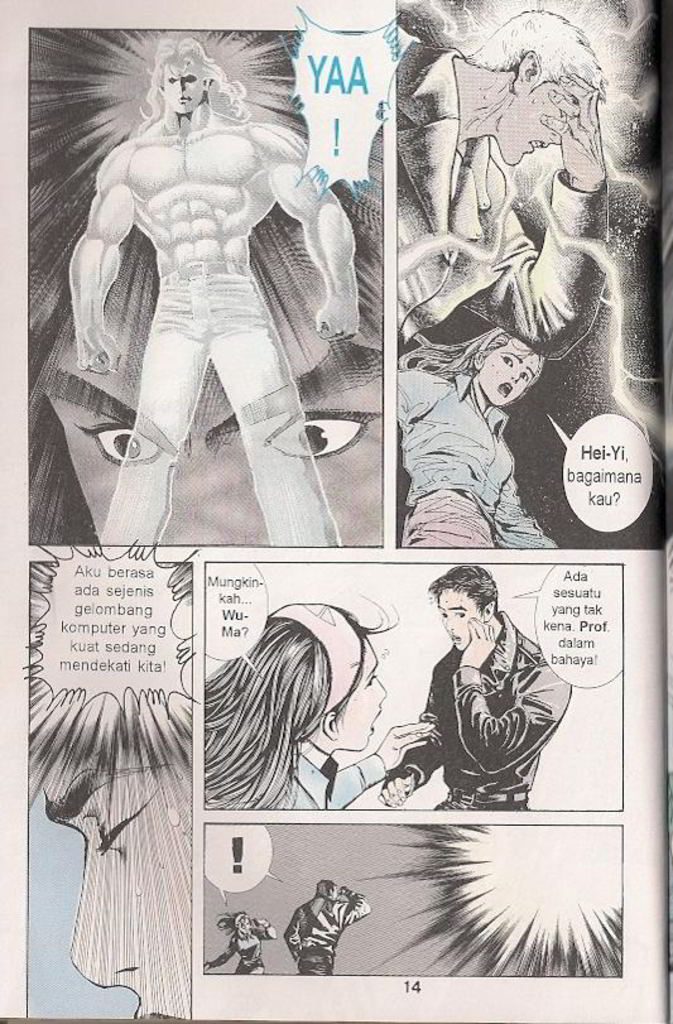 YAA
!
Hei-Yi,
bagaimana
kau?
Aku berasa
ada sejenis
gelombang
komputer yang
kuat sedang
mendekati kita!
Mungkin-
kah...
Wu-
Ma?
Ada
sesuatu
yang tak
kena. Prof.
dalam
bahaya!
!
14